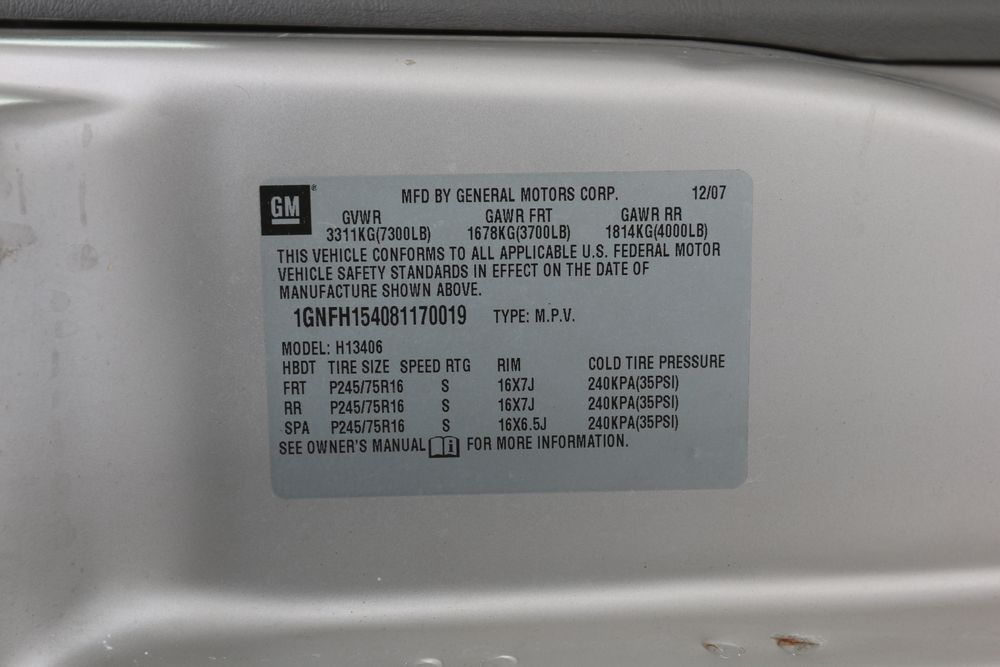 GM® MFD BY GENERAL MOTORS CORP. 12/07
GVWR GAWR FRT GAWR RR
3311KG(7300LB) 1678KG(3700LB) 1814KG(4000LB)
THIS VEHICLE CONFORMS TO ALL APPLICABLE U.S. FEDERAL MOTOR
VEHICLE SAFETY STANDARDS IN EFFECT ON THE DATE OF
MANUFACTURE SHOWN ABOVE.
1GNFH154081170019 TYPE: M.P.V.
MODEL: H13406
HBDT TIRE SIZE SPEED RTG RIM COLD TIRE PRESSURE
FRT P245/75R16 S 16X7J 240KPA(35PSI)
RR P245/75R16 S 16X7J 240KPA(35PSI)
SPA P245/75R16 S 16X6.5J 240KPA(35PSI)
SEE OWNER'S MANUAL i FOR MORE INFORMATION.